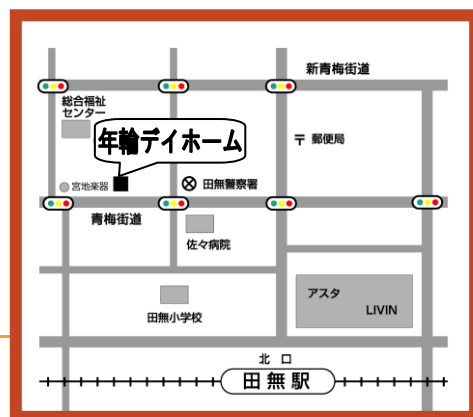 新青梅街道
総合福祉
センター
年輪デイホーム
〒 郵便局
宮地楽器
田無警察署
青梅街道
佐々病院
アスタ
LIVIN
田無小学校
北口
田無駅